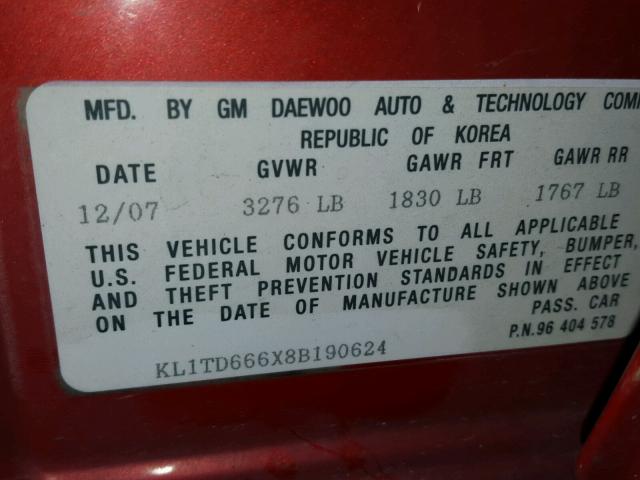 MFD. BY GM DAEWOO AUTO & TECHNOLOGY
REPUBLIC OF KOREA
DATE GVWR GAWR FRT GAWR RR
12/07 3276 LB 1830 LB 1767 LB
THIS VEHICLE CONFORMS TO ALL APPLICABLE
U.S. FEDERAL MOTOR VEHICLE SAFETY, BUMPER,
AND THEFT PREVENTION STANDARDS IN EFFECT
ON THE DATE OF MANUFACTURE SHOWN ABOVE
PASS. CAR
P.N.96 404 578
KL1TD666X8B190624